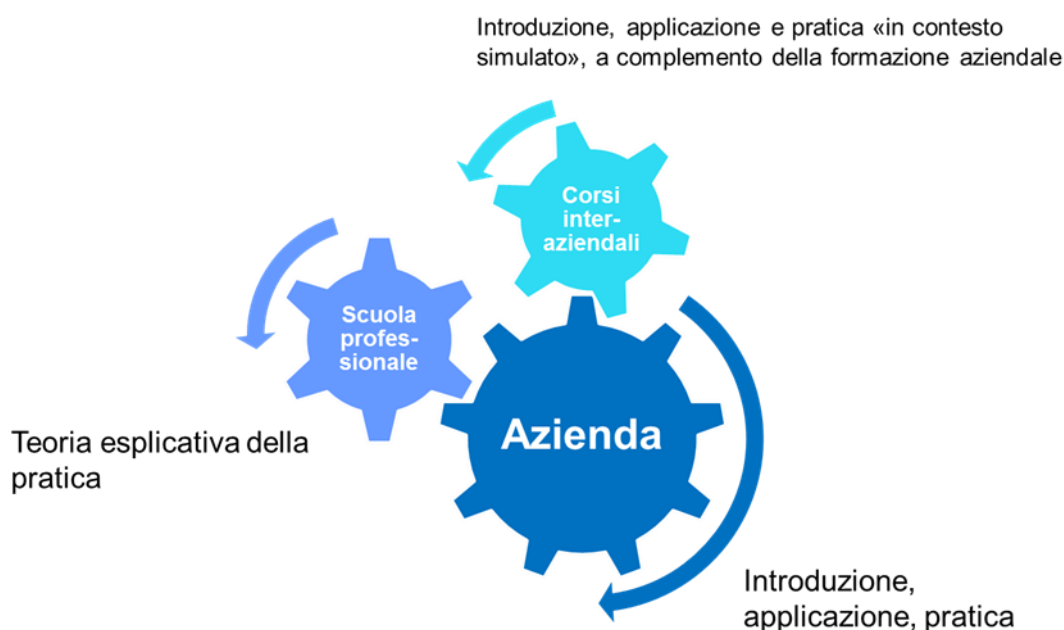 Introduzione, applicazione e pratica «in contesto
simulato», a complemento della formazione aziendale
Corsi
inter-
aziendali
Scuola
profes-
sionale
Azienda
Teoria esplicativa della
pratica
Introduzione,
applicazione, pratica